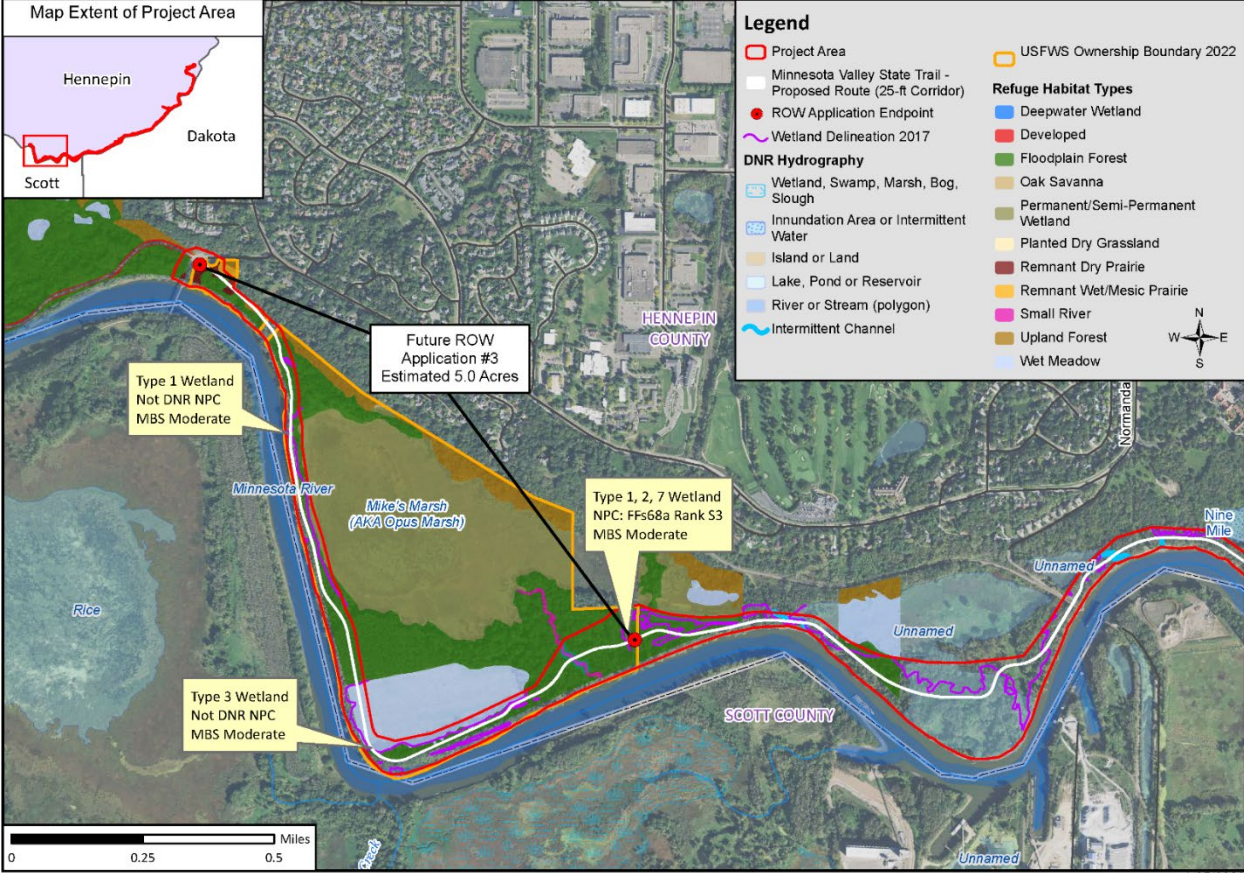 Map Extent of Project Area
Hennepin
Dakota
Scott
Legend
Project Area
Minnesota Valley State Trail -
Proposed Route (25-ft Corridor)
ROW Application Endpoint
Wetland Delineation 2017
DNR Hydrography
Wetland, Swamp, Marsh, Bog,
Slough
Innundation Area or Intermittent
Water
Island or Land
Lake, Pond or Reservoir
River or Stream (polygon)
Intermittent Channel
USFWS Ownership Boundary 2022
Refuge Habitat Types
Deepwater Wetland
Developed
Floodplain Forest
Oak Savanna
Permanent/Semi-Permanent
Wetland
Planted Dry Grassland
Remnant Dry Prairie
Remnant Wet/Mesic Prairie
Small River
Upland Forest
Wet Meadow
N
W
E
S
HENNEPIN
COUNTY
Future ROW
Application #3
Estimated 5.0 Acres
Type 1 Wetland
Not DNR NPC
MBS Moderate
Normanda
Minnesota River
Mike's Marsh
(AKA Opus Marsh)
Type 1, 2, 7 Wetland
NPC: FFs68a Rank S3
MBS Moderate
Nine
Mile
Unnamed
Rice
Unnamed
Type 3 Wetland
Not DNR NPC
MBS Moderate
SCOTT COUNTY
Miles
0
0.25
0.5
Creek
Unnamed